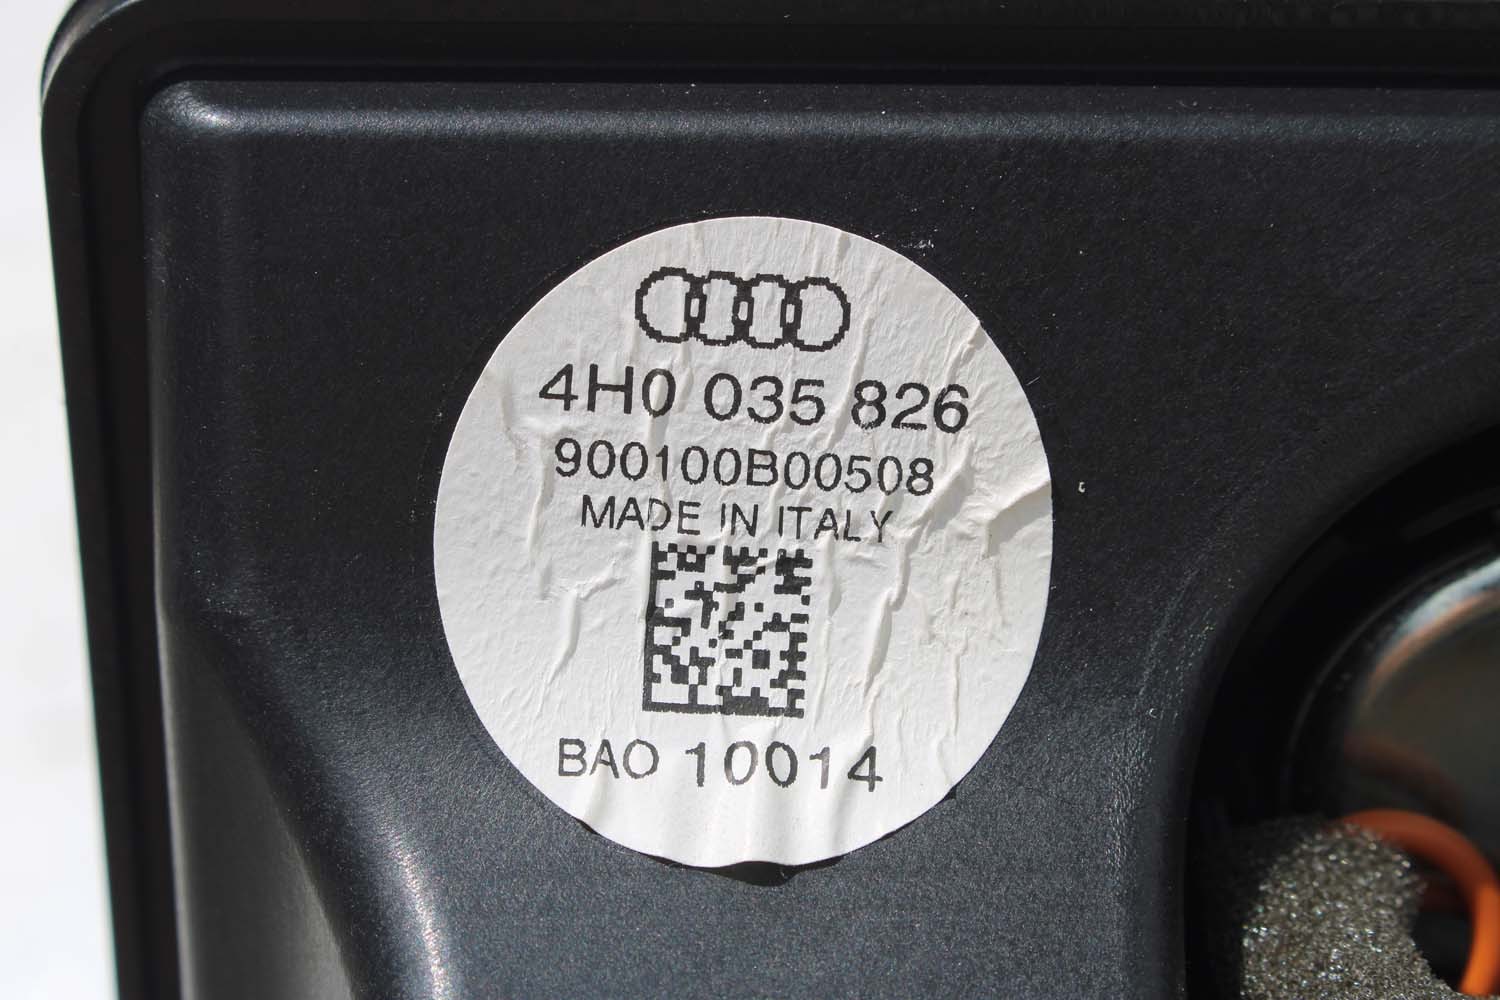 4H0 035 826
900100B00508
MADE IN ITALY
BAO 10014